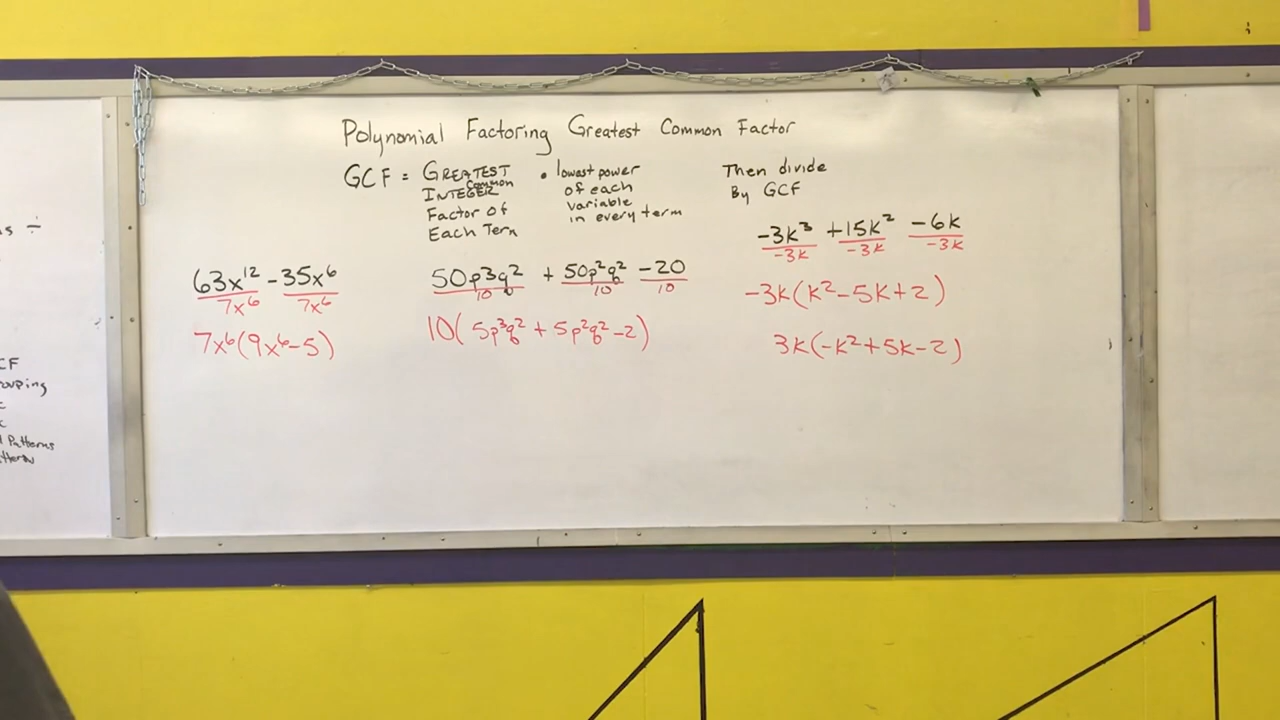 Polynomial Factoring Greatest Common Factor
GCF = GREATEST
Common
INTEGER
Factor of
Each Term
• lowest power
of each
variable
in every term
Then divide
By GCF
63x¹² - 35x⁶
7x⁶ 7x⁶
7x⁶(9x⁶-5)
50p³q² + 50p²q² - 20
10 10 10
10(5p³q² + 5p²q² - 2)
-3k³ + 15k² - 6k
-3k -3k -3k
-3k(k² - 5k + 2)
3k(-k² + 5k - 2)
÷
CF
Patterns